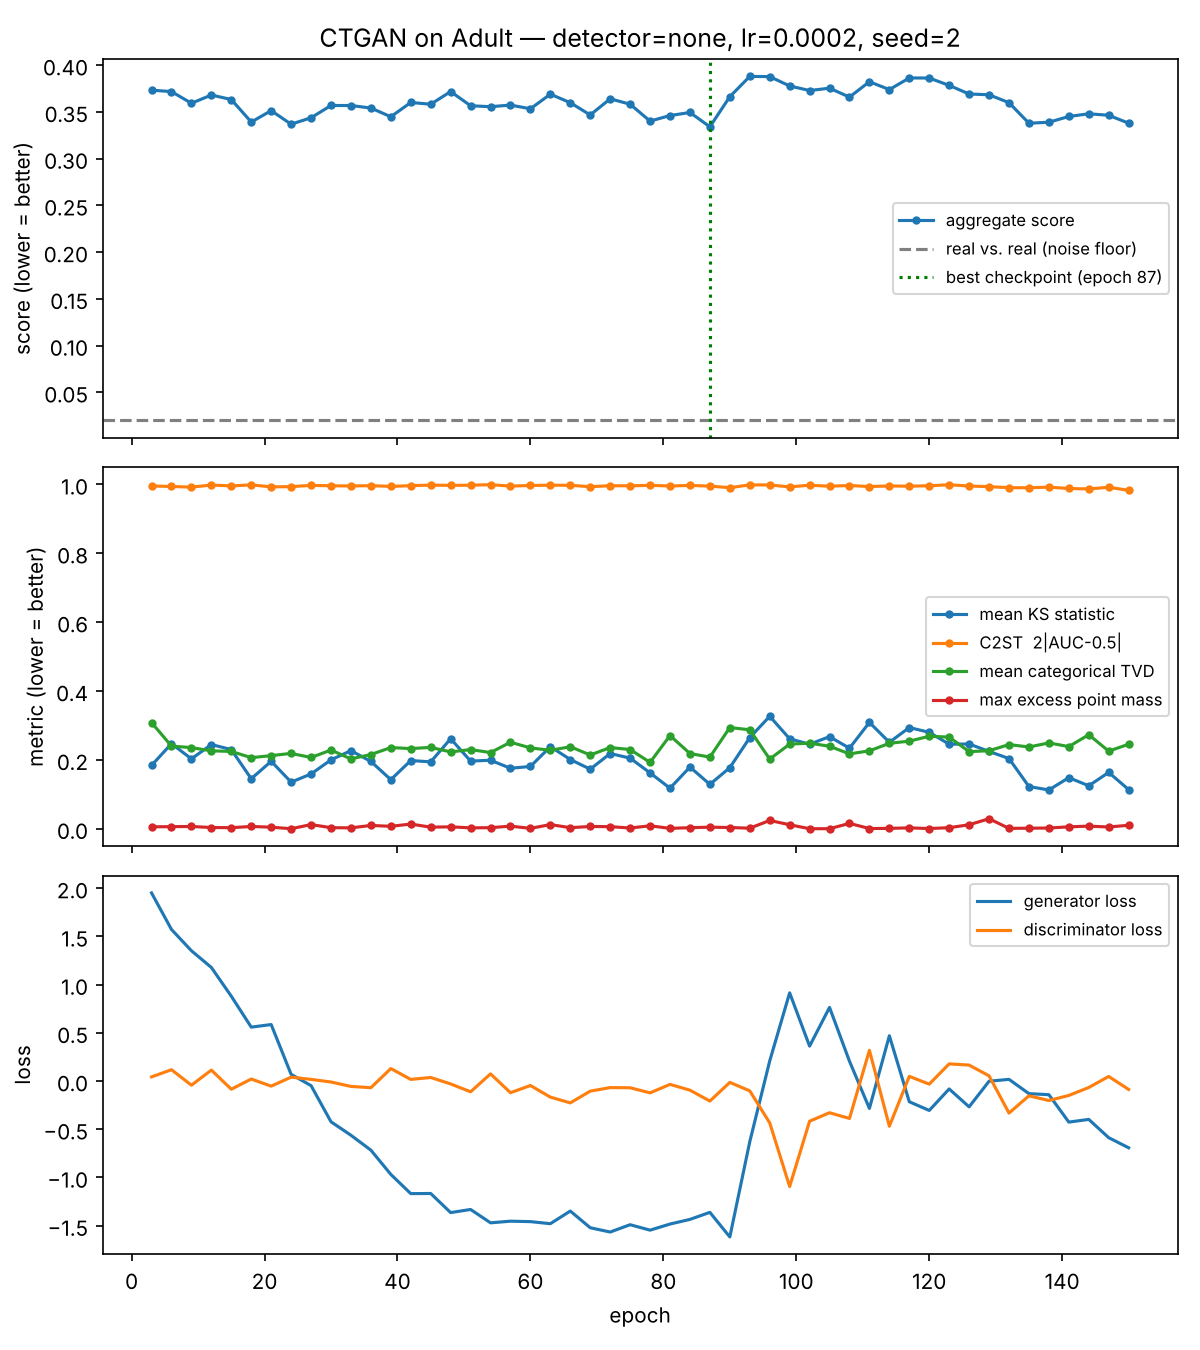 CTGAN on Adult — detector=none, lr=0.0002, seed=2
score (lower = better)
0.40
0.35
0.30
0.25
0.20
0.15
0.10
0.05
aggregate score
real vs. real (noise floor)
best checkpoint (epoch 87)
metric (lower = better)
1.0
0.8
0.6
0.4
0.2
0.0
mean KS statistic
C2ST  2|AUC-0.5|
mean categorical TVD
max excess point mass
loss
2.0
1.5
1.0
0.5
0.0
−0.5
−1.0
−1.5
generator loss
discriminator loss
0 20 40 60 80 100 120 140
epoch